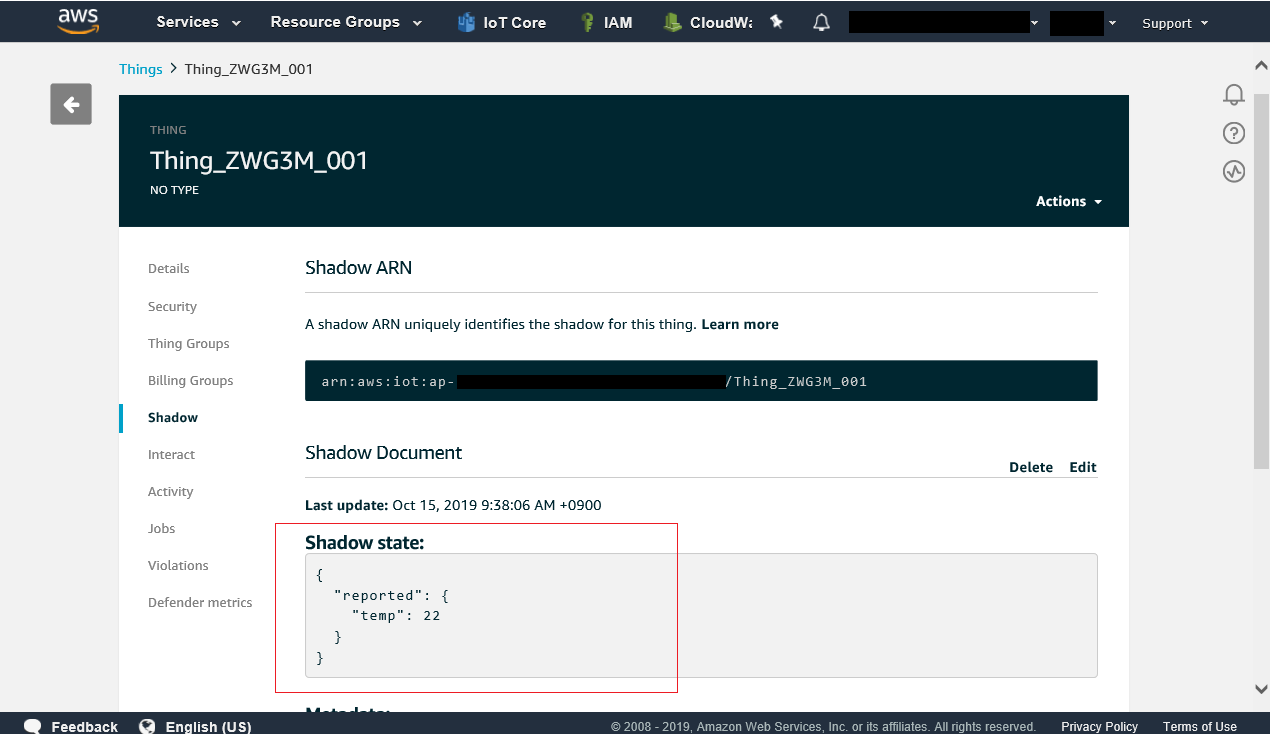 aws Services Resource Groups IoT Core IAM CloudWa Support
Things > Thing_ZWG3M_001
THING
Thing_ZWG3M_001
NO TYPE
Actions
Details
Security
Thing Groups
Billing Groups
Shadow
Interact
Activity
Jobs
Violations
Defender metrics
Shadow ARN
A shadow ARN uniquely identifies the shadow for this thing. Learn more
arn:aws:iot:ap- /Thing_ZWG3M_001
Shadow Document
Delete Edit
Last update: Oct 15, 2019 9:38:06 AM +0900
Shadow state:
{
"reported": {
"temp": 22
}
}
Metadata:
Feedback English (US) © 2008 - 2019, Amazon Web Services, Inc. or its affiliates. All rights reserved. Privacy Policy Terms of Use